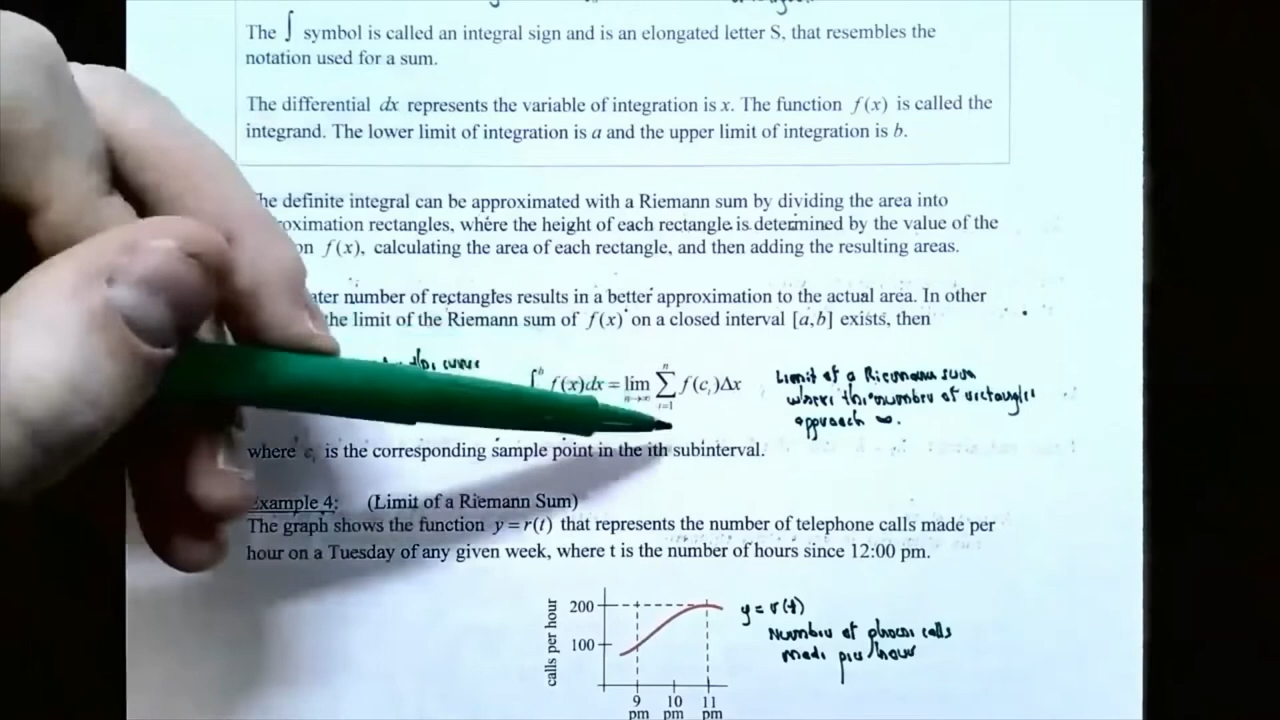 The ∫ symbol is called an integral sign and is an elongated letter S, that resembles the
notation used for a sum.
The differential dx represents the variable of integration is x. The function f(x) is called the
integrand. The lower limit of integration is a and the upper limit of integration is b.
he definite integral can be approximated with a Riemann sum by dividing the area into
oximation rectangles, where the height of each rectangle is determined by the value of the
on f(x), calculating the area of each rectangle, and then adding the resulting areas.
ater number of rectangles results in a better approximation to the actual area. In other
the limit of the Riemann sum of f(x) on a closed interval [a,b] exists, then
curve
∫ b f(x)dx = lim n→∞ ∑ n i=1 f(c_i)Δx
Limit of a Riemann sum
where the number of rectangles
approach ∞.
where c_i is the corresponding sample point in the ith subinterval.
Example 4: (Limit of a Riemann Sum)
The graph shows the function y = r(t) that represents the number of telephone calls made per
hour on a Tuesday of any given week, where t is the number of hours since 12:00 pm.
calls per hour
200
100
9 pm 10 pm 11 pm
y = r(t)
Number of phone calls
made per hour